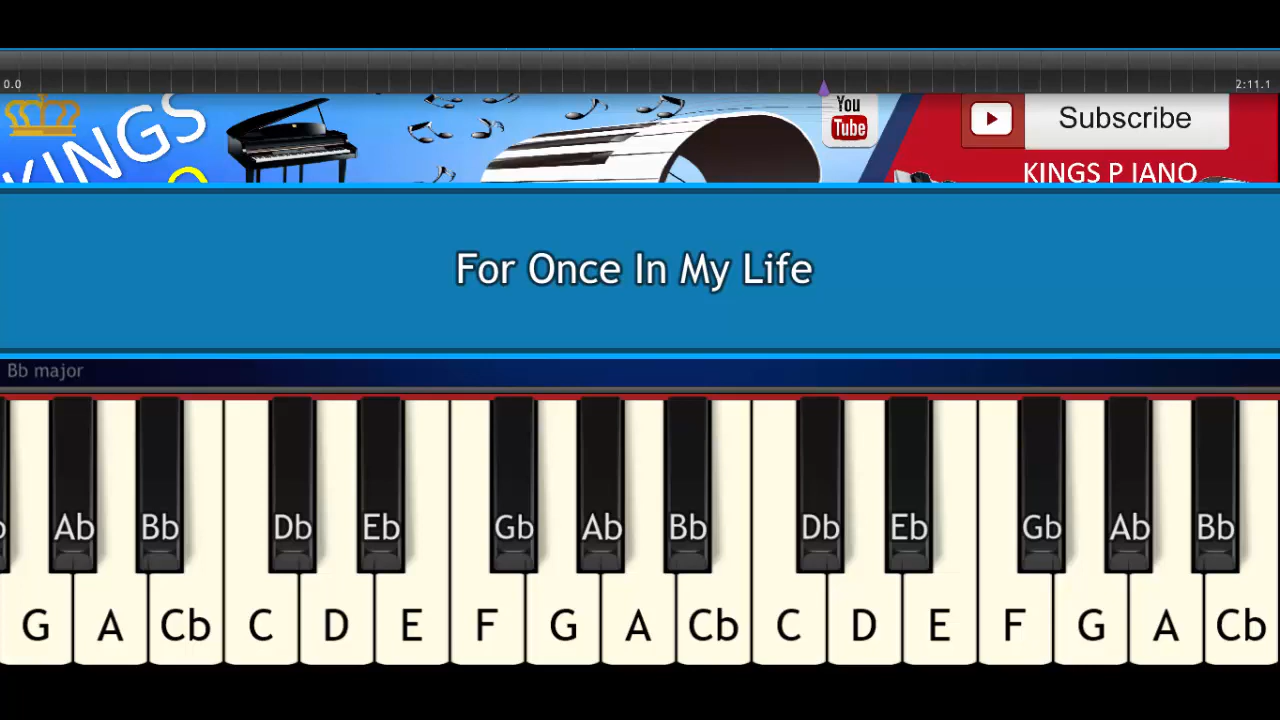 0.0
2:11.1
KINGS
You
Tube
Subscribe
KINGS P IANO
For Once In My Life
Bb major
Ab Bb Db Eb Gb Ab Bb Db Eb Gb Ab Bb
G A Cb C D E F G A Cb C D E F G A Cb